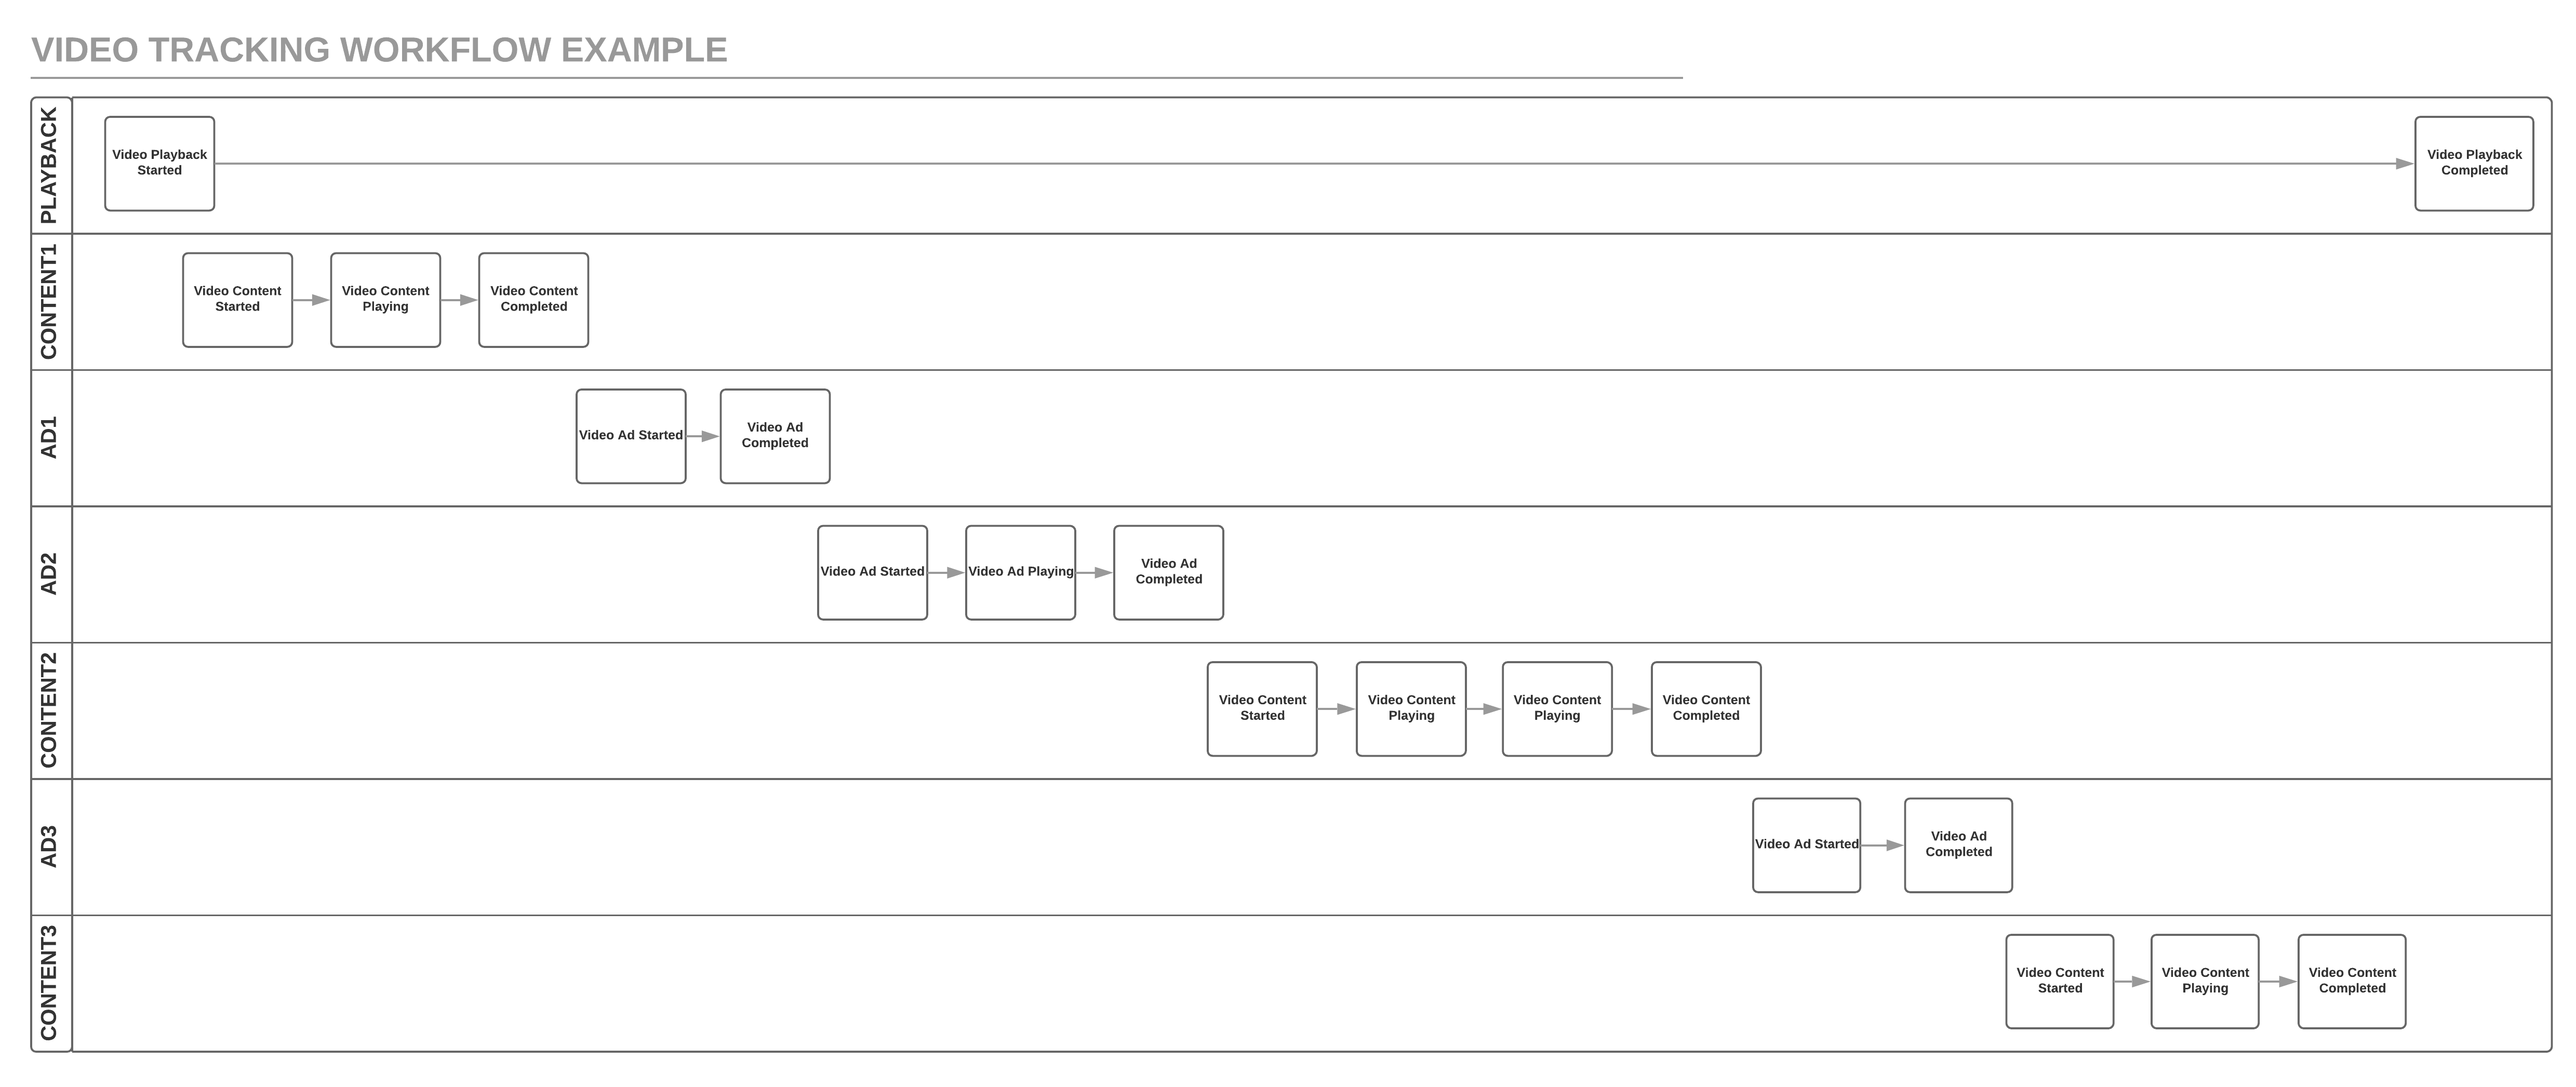 VIDEO TRACKING WORKFLOW EXAMPLE
PLAYBACK
Video Playback
Started
Video Playback
Completed
CONTENT1
Video Content
Started
Video Content
Playing
Video Content
Completed
AD1
Video Ad Started
Video Ad
Completed
AD2
Video Ad Started
Video Ad Playing
Video Ad
Completed
CONTENT2
Video Content
Started
Video Content
Playing
Video Content
Playing
Video Content
Completed
AD3
Video Ad Started
Video Ad
Completed
CONTENT3
Video Content
Started
Video Content
Playing
Video Content
Completed